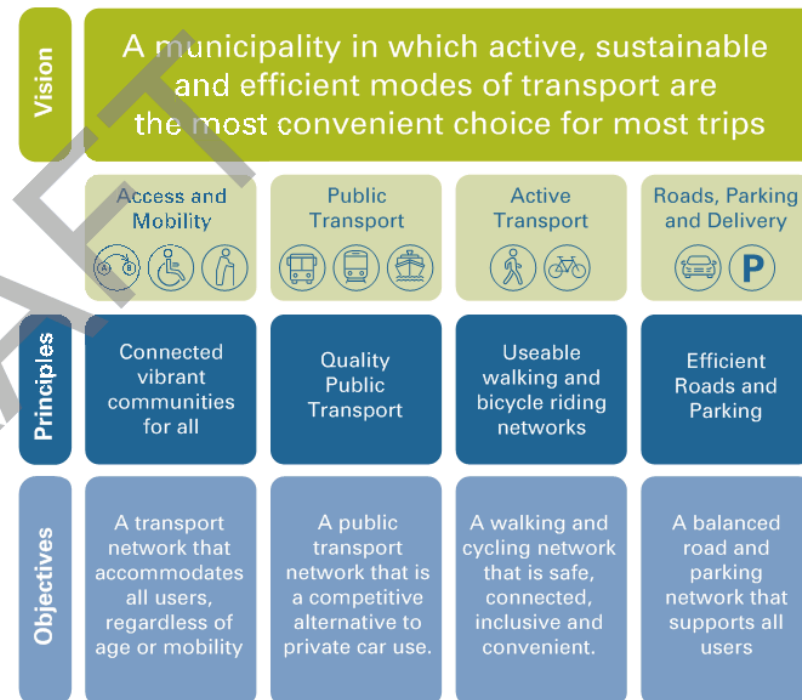 Vision
A municipality in which active, sustainable
and efficient modes of transport are
the most convenient choice for most trips
Access and
Mobility
A
B
Public
Transport
Active
Transport
Roads, Parking
and Delivery
P
Principles
Connected
vibrant
communities
for all
Quality
Public
Transport
Useable
walking and
bicycle riding
networks
Efficient
Roads and
Parking
Objectives
A transport
network that
accommodates
all users,
regardless of
age or mobility
A public
transport
network that is
a competitive
alternative to
private car use.
A walking and
cycling network
that is safe,
connected,
inclusive and
convenient.
A balanced
road and
parking
network that
supports all
users
AFT